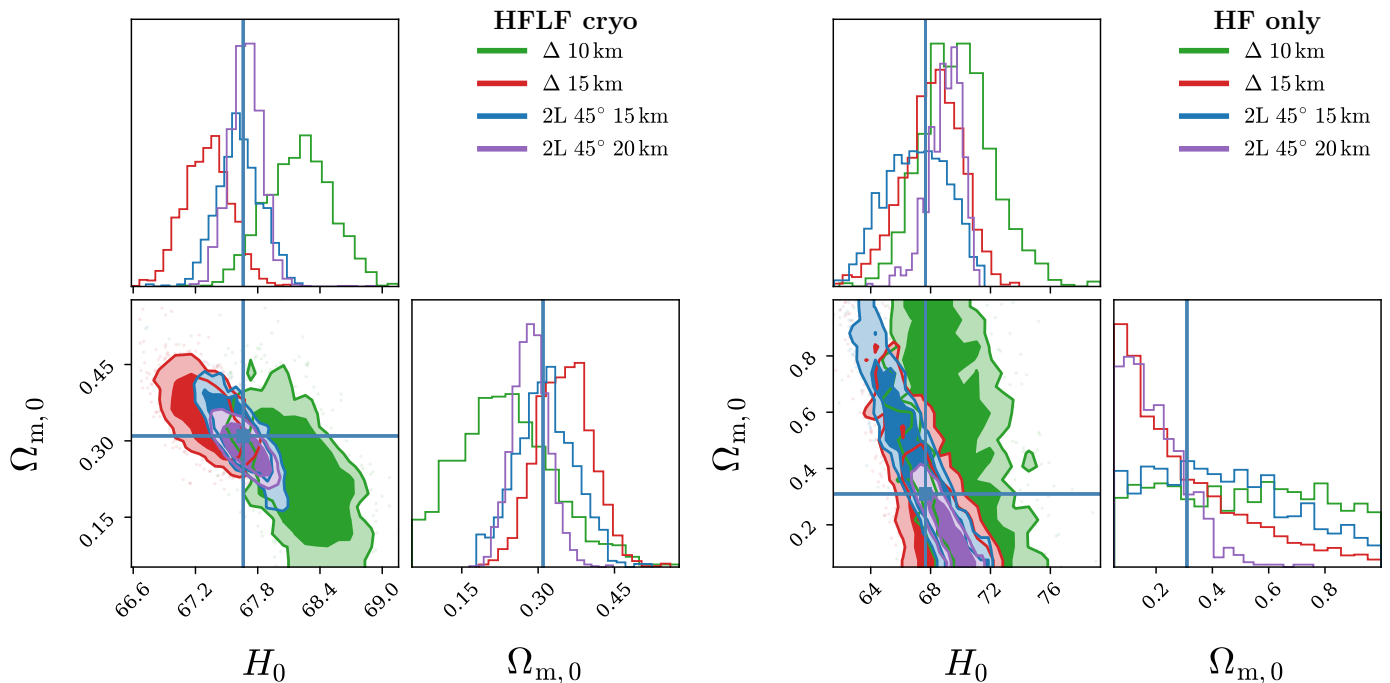 HFLF cryo
Δ 10 km
Δ 15 km
2L 45° 15 km
2L 45° 20 km
Ωm, 0
0.45
0.30
0.15
66.6 67.2 67.8 68.4 69.0
H0
0.15 0.30 0.45
Ωm, 0
HF only
Δ 10 km
Δ 15 km
2L 45° 15 km
2L 45° 20 km
Ωm, 0
0.8
0.6
0.4
0.2
64 68 72 76
H0
0.2 0.4 0.6 0.8
Ωm, 0